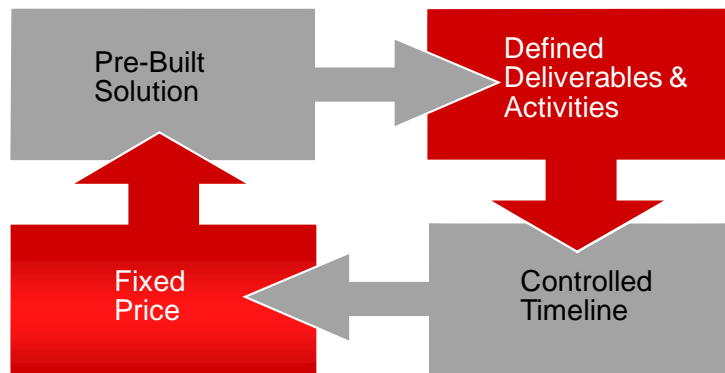 Pre-Built
Solution
Defined
Deliverables &
Activities
Fixed
Price
Controlled
Timeline